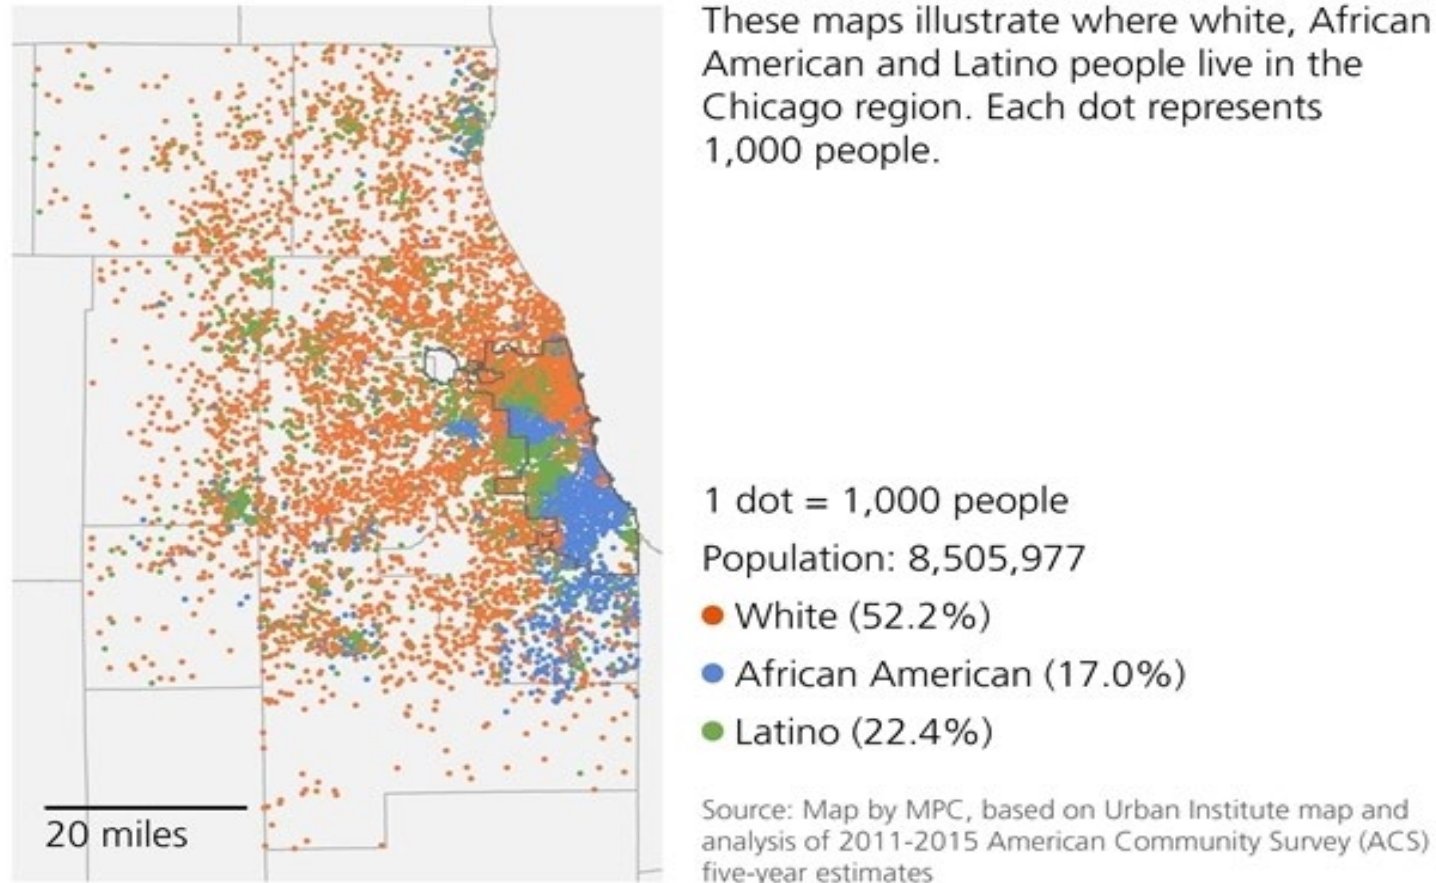 These maps illustrate where white, African
American and Latino people live in the
Chicago region. Each dot represents
1,000 people.
1 dot = 1,000 people
Population: 8,505,977
White (52.2%)
African American (17.0%)
Latino (22.4%)
20 miles
Source: Map by MPC, based on Urban Institute map and
analysis of 2011-2015 American Community Survey (ACS)
five-year estimates